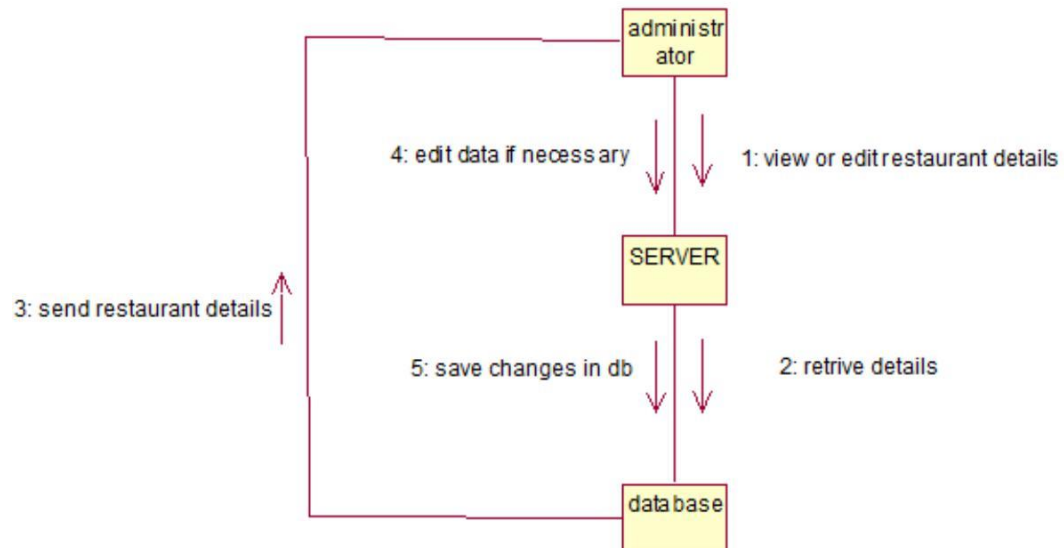 administr
ator
4: edit data if necessary
1: view or edit restaurant details
SERVER
3: send restaurant details
5: save changes in db
2: retrive details
database